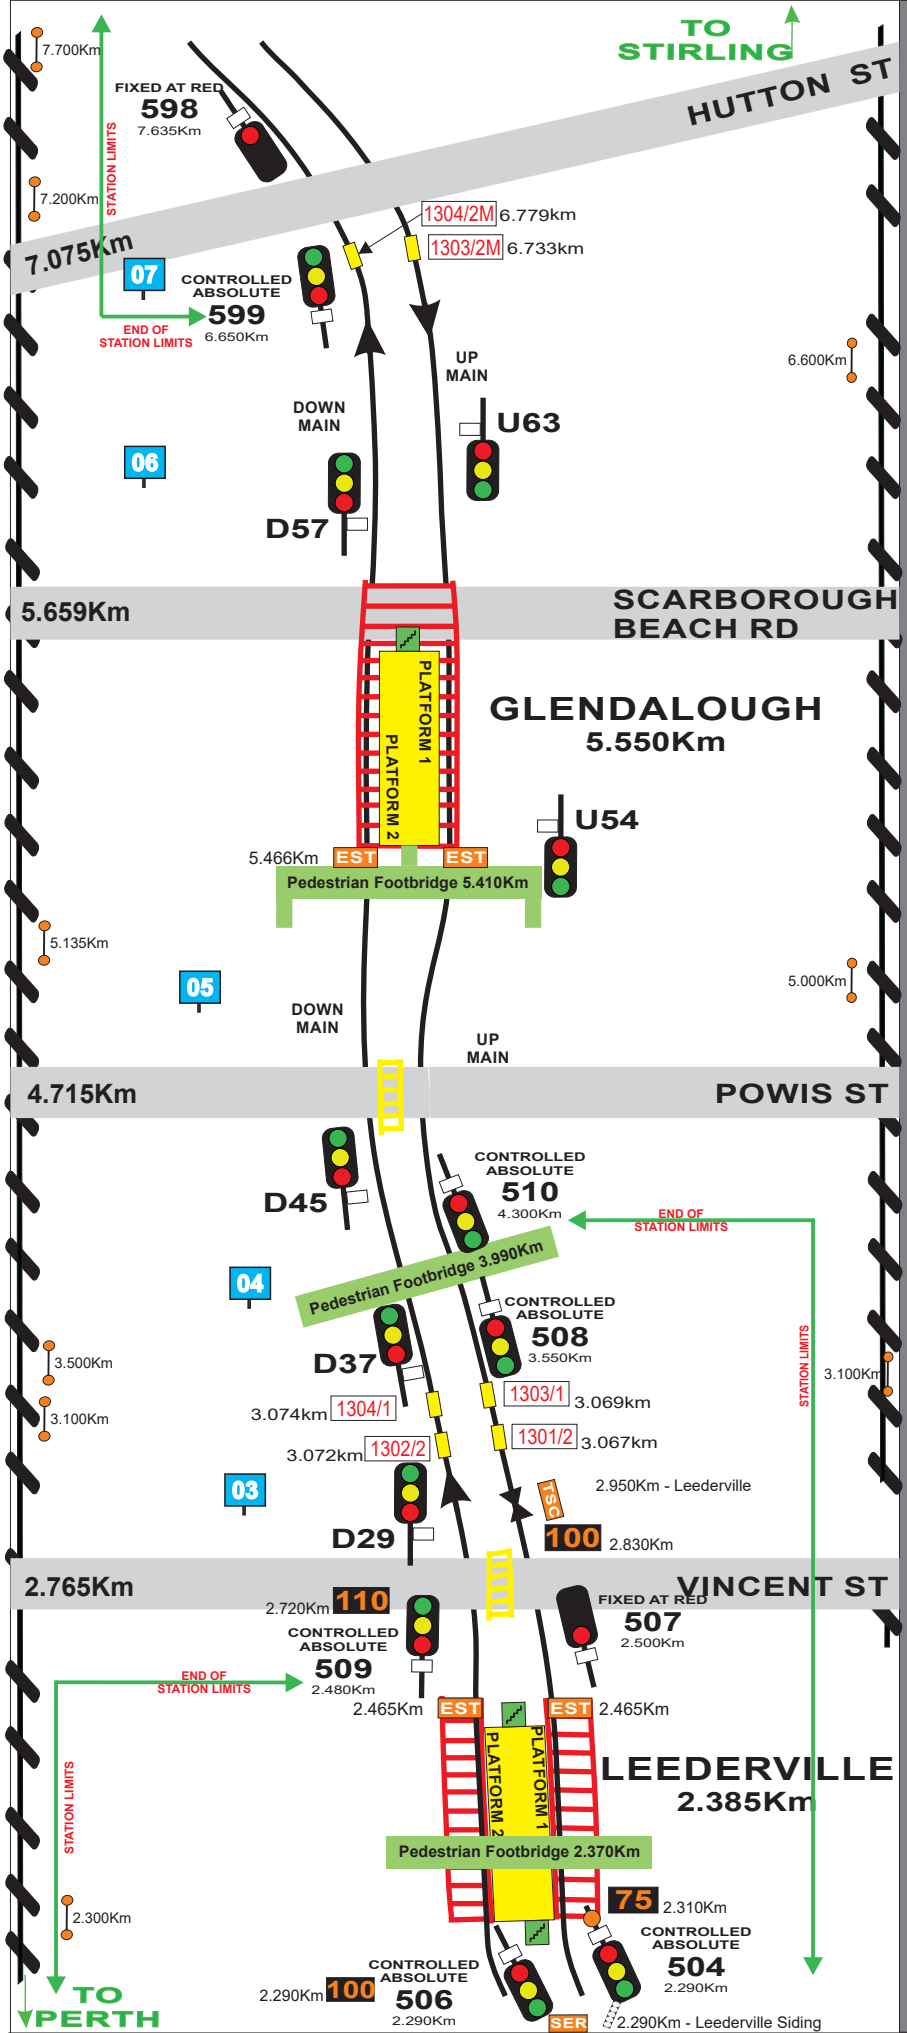 TO
STIRLING
7.700Km
FIXED AT RED
598
7.635Km
HUTTON ST
STATION LIMITS
7.200Km
1304/2M 6.779km
1303/2M 6.733km
7.075Km
07
CONTROLLED
ABSOLUTE
599
6.650Km
END OF
STATION LIMITS
6.600Km
UP
MAIN
DOWN
MAIN
U63
06
D57
5.659Km
SCARBOROUGH
BEACH RD
PLATFORM 1
PLATFORM 2
GLENDALOUGH
5.550Km
U54
5.466Km EST EST
Pedestrian Footbridge 5.410Km
5.135Km
5.000Km
05
DOWN
MAIN
UP
MAIN
4.715Km
POWIS ST
D45
CONTROLLED
ABSOLUTE
510
4.300Km
END OF
STATION LIMITS
Pedestrian Footbridge 3.990Km
04
CONTROLLED
ABSOLUTE
508
3.550Km
D37
STATION LIMITS
3.500Km
3.100Km
3.100Km
3.074km 1304/1
1303/1 3.069km
3.072km 1302/2
1301/2 3.067km
03
TSC
2.950Km - Leederville
D29
100 2.830Km
2.765Km
VINCENT ST
2.720Km 110
FIXED AT RED
507
2.500Km
CONTROLLED
ABSOLUTE
509
2.480Km
END OF
STATION LIMITS
2.465Km EST EST 2.465Km
PLATFORM 2
PLATFORM 1
LEEDERVILLE
2.385Km
STATION LIMITS
Pedestrian Footbridge 2.370Km
75 2.310Km
2.300Km
CONTROLLED
ABSOLUTE
504
2.290Km
CONTROLLED
ABSOLUTE
506
2.290Km
2.290Km 100
TO
PERTH
SER
2.290Km - Leederville Siding